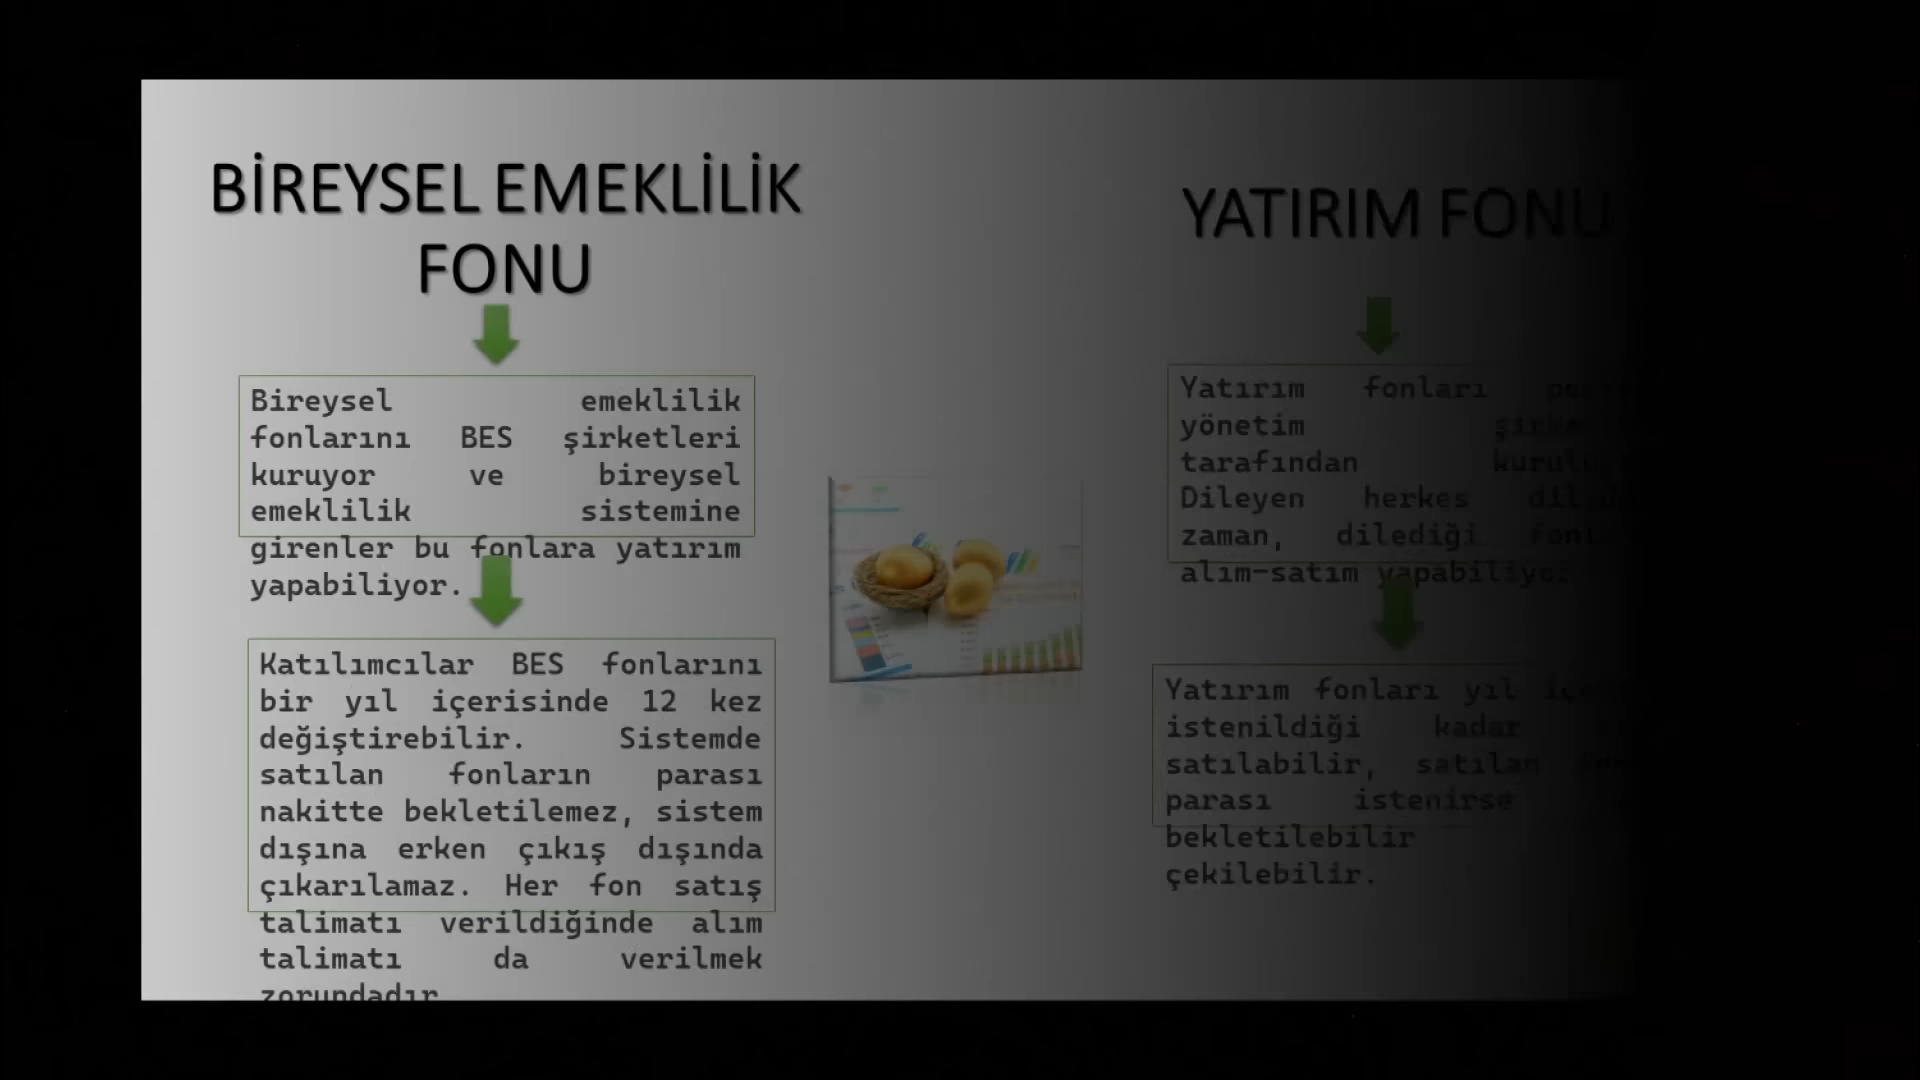 BİREYSEL EMEKLİLİK
FONU
Bireysel emeklilik
fonlarını BES şirketleri
kuruyor ve bireysel
emeklilik sistemine
girenler bu fonlara yatırım
yapabiliyor.
Katılımcılar BES fonlarını
bir yıl içerisinde 12 kez
değiştirebilir. Sistemde
satılan fonların parası
nakitte bekletilemez, sistem
dışına erken çıkış dışında
çıkarılamaz. Her fon satış
talimatı verildiğinde alım
talimatı da verilmek
zorundadır
YATIRIM FONU
Yatırım fonları
yönetim
tarafından
Dileyen herkes
zaman, dilediği
alım-satım yapabiliyor
Yatırım fonları yıl
istenildiği kadar
satılabilir, satılan
parası istenirse
bekletilebilir
çekilebilir.